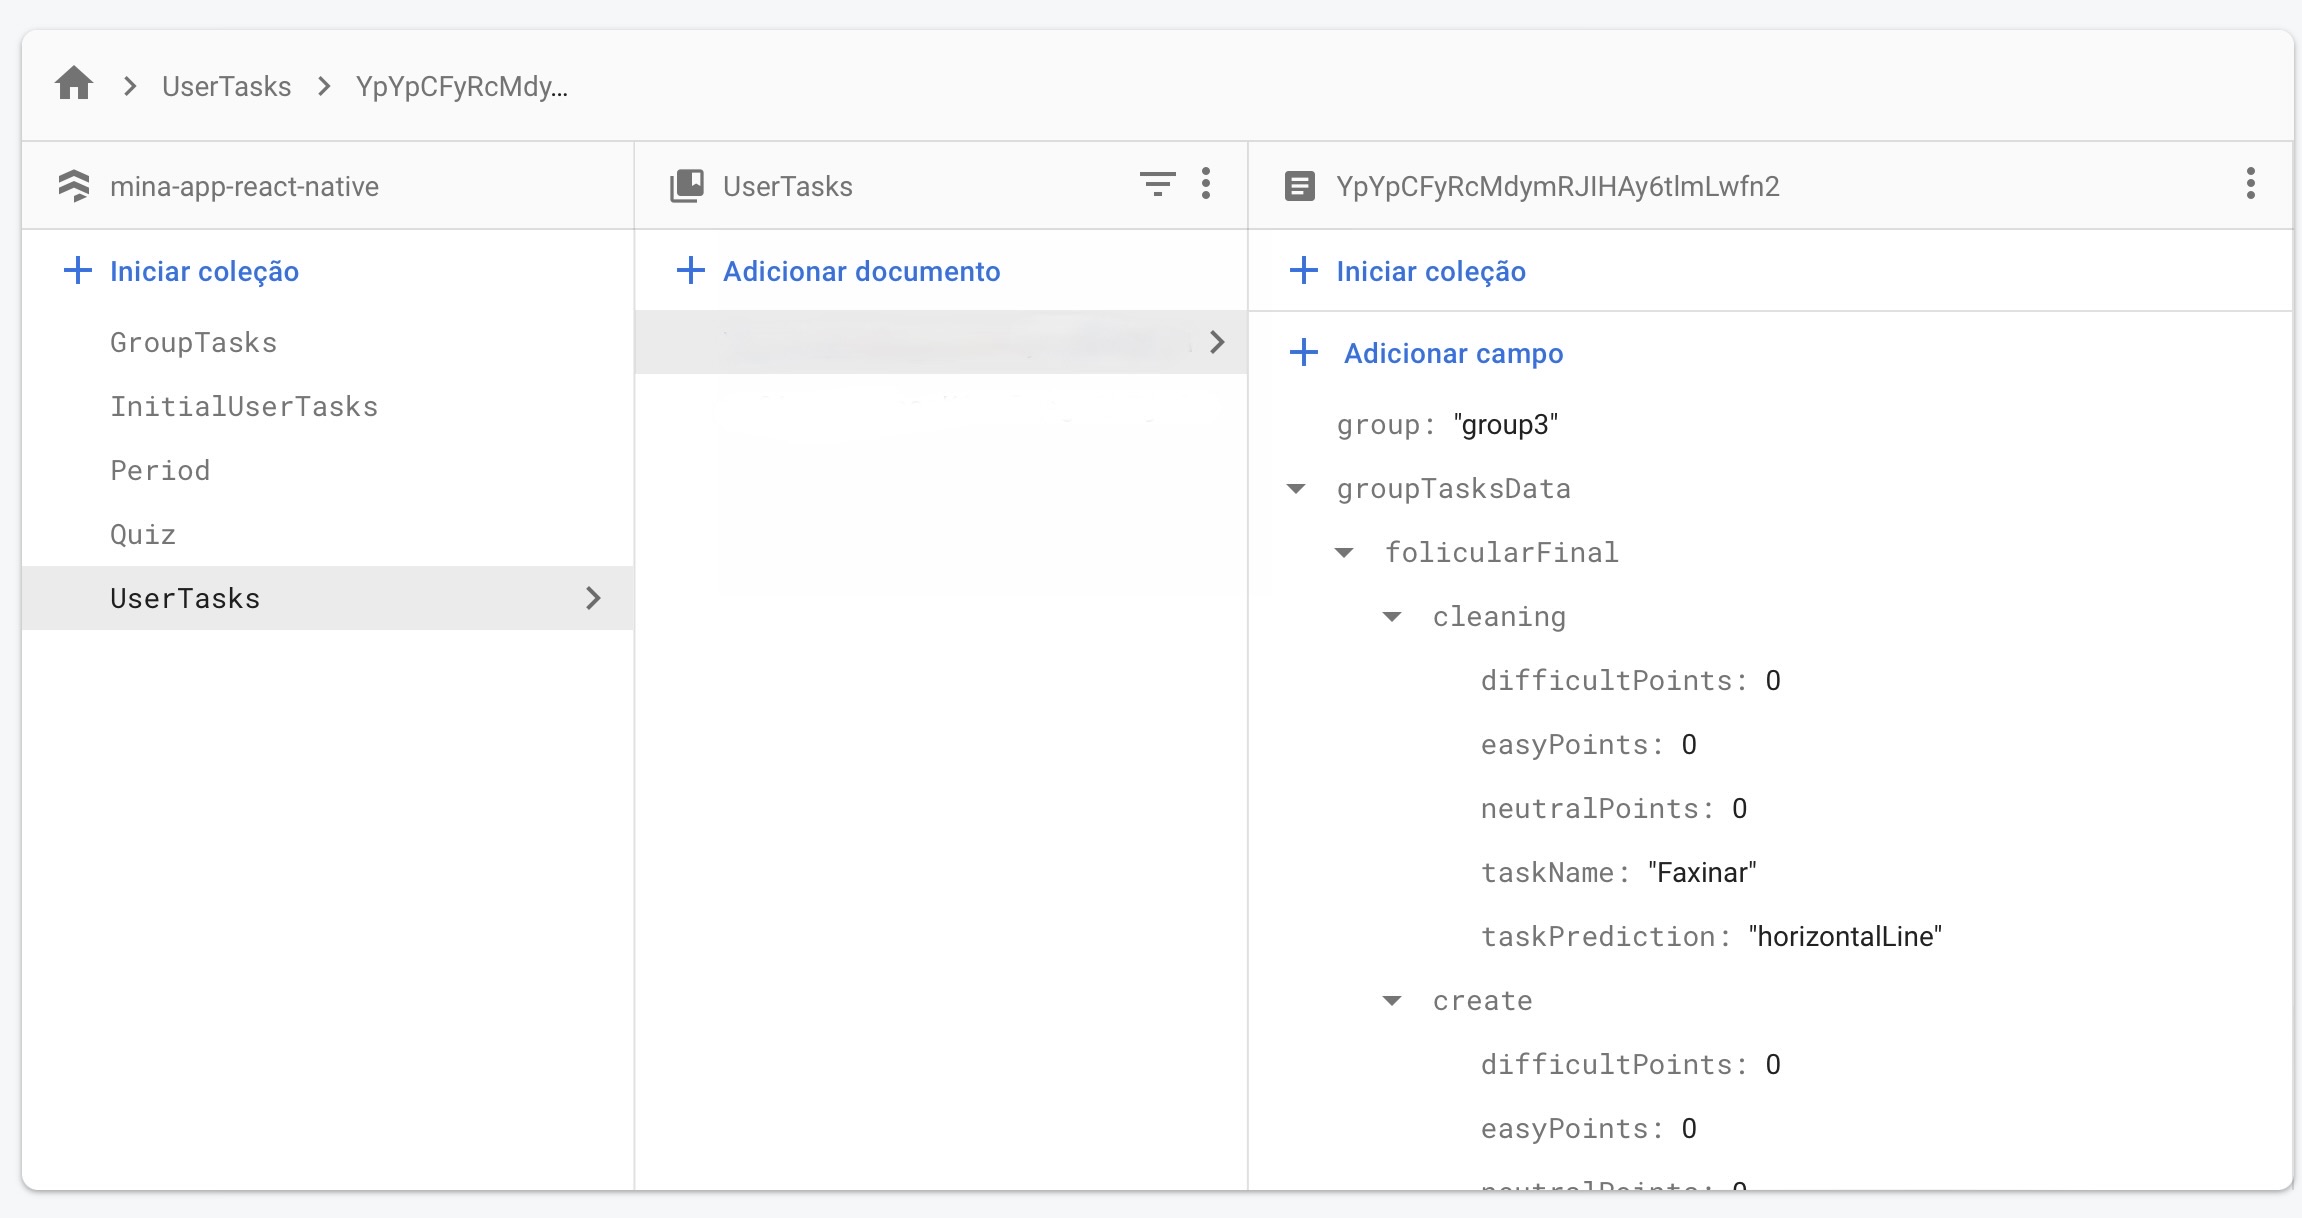 UserTasks YpYpCFyRcMdy...
mina-app-react-native
Iniciar coleção
GroupTasks
InitialUserTasks
Period
Quiz
UserTasks
UserTasks
Adicionar documento
YpYpCFyRcMdymRJIHAy6tlmLwfn2
Iniciar coleção
Adicionar campo
group: "group3"
groupTasksData
folicularFinal
cleaning
difficultPoints: 0
easyPoints: 0
neutralPoints: 0
taskName: "Faxinar"
taskPrediction: "horizontalLine"
create
difficultPoints: 0
easyPoints: 0
neutralPoints: 0